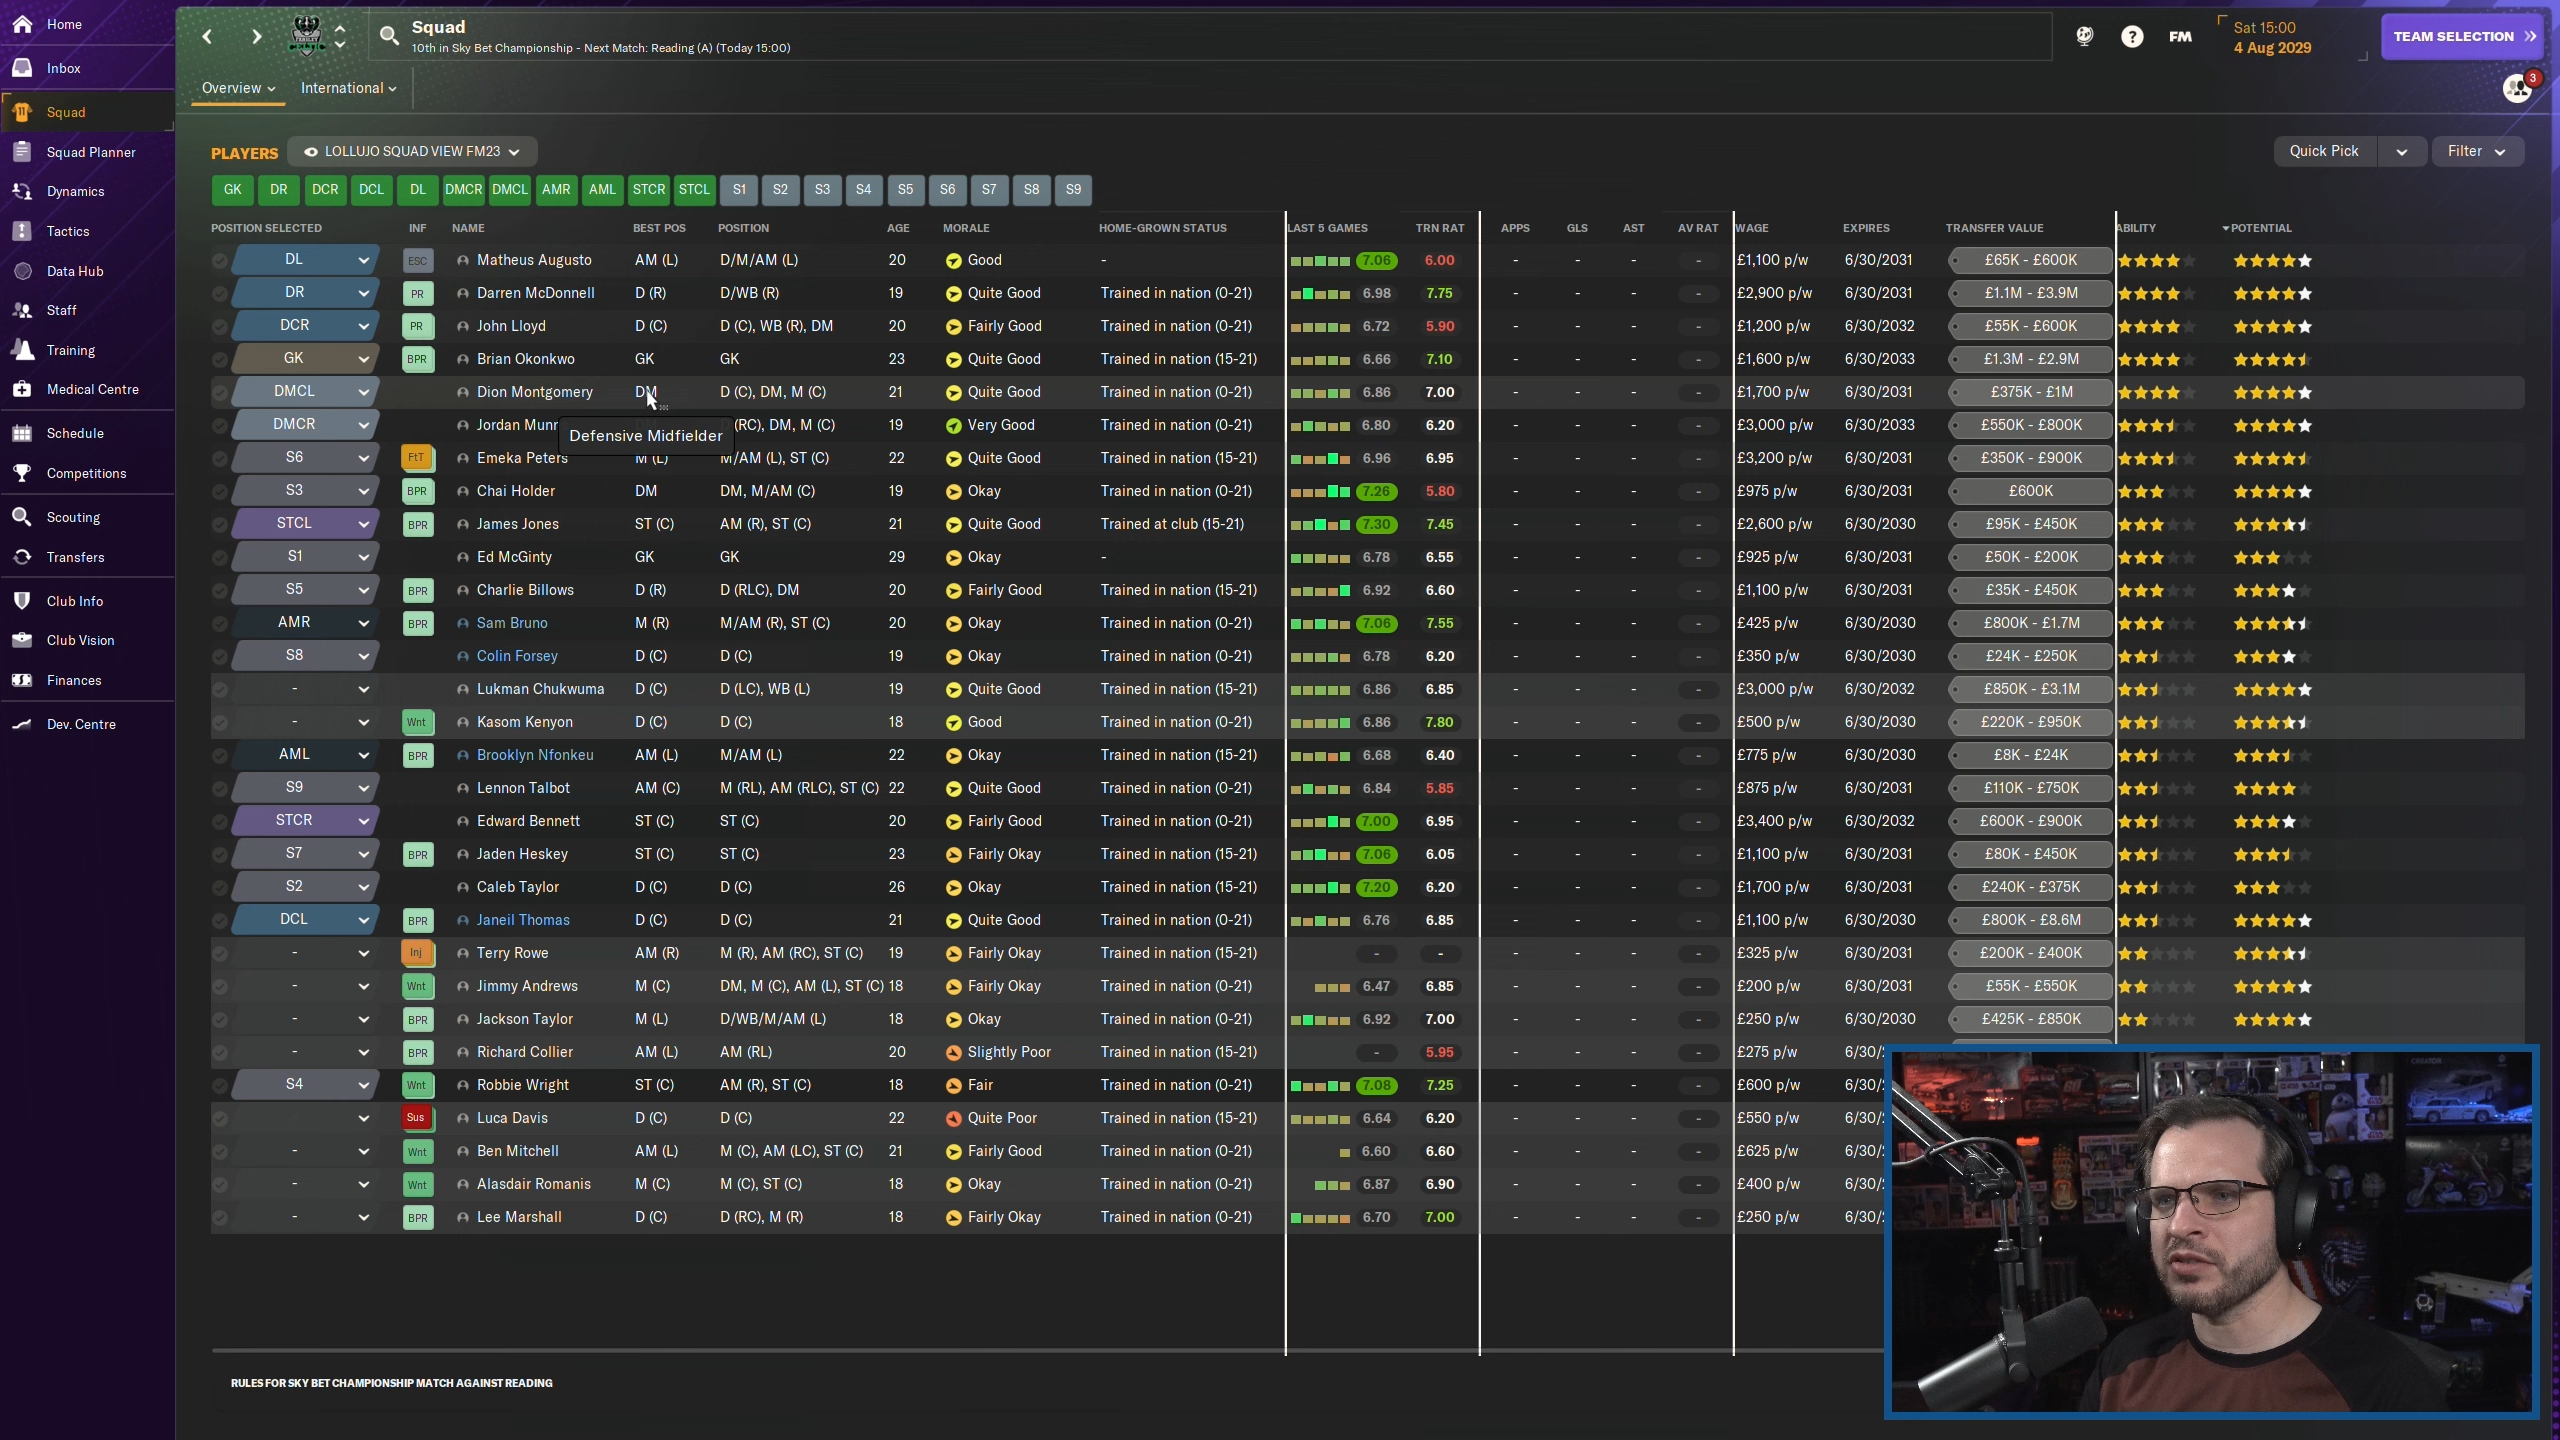 Home
Inbox
Squad
Squad Planner
Dynamics
Tactics
Data Hub
Staff
Training
Medical Centre
Schedule
Competitions
Scouting
Transfers
Club Info
Club Vision
Finances
Dev. Centre
Squad
10th in Sky Bet Championship - Next Match: Reading (A) (Today 15:00)
FM
Sat 15:00
4 Aug 2029
TEAM SELECTION
3
Overview
International
PLAYERS
LOLLUJO SQUAD VIEW FM23
Quick Pick
Filter
GK DR DCR DCL DL DMCR DMCL AMR AML STCR STCL S1 S2 S3 S4 S5 S6 S7 S8 S9
POSITION SELECTED INF NAME BEST POS POSITION AGE MORALE HOME-GROWN STATUS LAST 5 GAMES TRN RAT APPS GLS AST AV RAT WAGE EXPIRES TRANSFER VALUE ABILITY POTENTIAL
DL ESC Matheus Augusto AM (L) D/M/AM (L) 20 Good - 7.06 6.00 - - - - £1,100 p/w 6/30/2031 £65K - £600K
DR PR Darren McDonnell D (R) D/WB (R) 19 Quite Good Trained in nation (0-21) 6.98 7.75 - - - - £2,900 p/w 6/30/2031 £1.1M - £3.9M
DCR PR John Lloyd D (C) D (C), WB (R), DM 20 Fairly Good Trained in nation (0-21) 6.72 5.90 - - - - £1,200 p/w 6/30/2032 £55K - £600K
GK BPR Brian Okonkwo GK GK 23 Quite Good Trained in nation (15-21) 6.66 7.10 - - - - £1,600 p/w 6/30/2033 £1.3M - £2.9M
DMCL Dion Montgomery DM D (C), DM, M (C) 21 Quite Good Trained in nation (0-21) 6.86 7.00 - - - - £1,700 p/w 6/30/2031 £375K - £1M
DMCR Jordan Munr (RC), DM, M (C) 19 Very Good Trained in nation (0-21) 6.80 6.20 - - - - £3,000 p/w 6/30/2033 £550K - £800K
Defensive Midfielder
S6 FtT Emeka Peters M (L) M/AM (L), ST (C) 22 Quite Good Trained in nation (15-21) 6.96 6.95 - - - - £3,200 p/w 6/30/2031 £350K - £900K
S3 BPR Chai Holder DM DM, M/AM (C) 19 Okay Trained in nation (0-21) 7.26 5.80 - - - - £975 p/w 6/30/2031 £600K
STCL BPR James Jones ST (C) AM (R), ST (C) 21 Quite Good Trained at club (15-21) 7.30 7.45 - - - - £2,600 p/w 6/30/2030 £95K - £450K
S1 Ed McGinty GK GK 29 Okay - 6.78 6.55 - - - - £925 p/w 6/30/2031 £50K - £200K
S5 BPR Charlie Billows D (R) D (RLC), DM 20 Fairly Good Trained in nation (15-21) 6.92 6.60 - - - - £1,100 p/w 6/30/2031 £35K - £450K
AMR BPR Sam Bruno M (R) M/AM (R), ST (C) 20 Okay Trained in nation (0-21) 7.06 7.55 - - - - £425 p/w 6/30/2030 £800K - £1.7M
S8 Colin Forsey D (C) D (C) 19 Okay Trained in nation (0-21) 6.78 6.20 - - - - £350 p/w 6/30/2030 £24K - £250K
- Lukman Chukwuma D (C) D (LC), WB (L) 19 Quite Good Trained in nation (15-21) 6.86 6.85 - - - - £3,000 p/w 6/30/2032 £850K - £3.1M
- Wnt Kasom Kenyon D (C) D (C) 18 Good Trained in nation (0-21) 6.86 7.80 - - - - £500 p/w 6/30/2030 £220K - £950K
AML BPR Brooklyn Nfonkeu AM (L) M/AM (L) 22 Okay Trained in nation (15-21) 6.68 6.40 - - - - £775 p/w 6/30/2030 £8K - £24K
S9 Lennon Talbot AM (C) M (RL), AM (RLC), ST (C) 22 Quite Good Trained in nation (0-21) 6.84 5.85 - - - - £875 p/w 6/30/2031 £110K - £750K
STCR Edward Bennett ST (C) ST (C) 20 Fairly Good Trained in nation (0-21) 7.00 6.95 - - - - £3,400 p/w 6/30/2032 £600K - £900K
S7 BPR Jaden Heskey ST (C) ST (C) 23 Fairly Okay Trained in nation (15-21) 7.06 6.05 - - - - £1,100 p/w 6/30/2031 £80K - £450K
S2 Caleb Taylor D (C) D (C) 26 Okay Trained in nation (15-21) 7.20 6.20 - - - - £1,700 p/w 6/30/2031 £240K - £375K
DCL BPR Janeil Thomas D (C) D (C) 21 Quite Good Trained in nation (0-21) 6.76 6.85 - - - - £1,100 p/w 6/30/2030 £800K - £8.6M
- Inj Terry Rowe AM (R) M (R), AM (RC), ST (C) 19 Fairly Okay Trained in nation (15-21) - - - - - - £325 p/w 6/30/2031 £200K - £400K
- Wnt Jimmy Andrews M (C) DM, M (C), AM (L), ST (C) 18 Fairly Okay Trained in nation (0-21) 6.47 6.85 - - - - £200 p/w 6/30/2031 £55K - £550K
- BPR Jackson Taylor M (L) D/WB/M/AM (L) 18 Okay Trained in nation (0-21) 6.92 7.00 - - - - £250 p/w 6/30/2030 £425K - £850K
- BPR Richard Collier AM (L) AM (RL) 20 Slightly Poor Trained in nation (15-21) - 5.95 - - - - £275 p/w 6/30/
S4 Wnt Robbie Wright ST (C) AM (R), ST (C) 18 Fair Trained in nation (0-21) 7.08 7.25 - - - - £600 p/w 6/30/
Sus Luca Davis D (C) D (C) 22 Quite Poor Trained in nation (15-21) 6.64 6.20 - - - - £550 p/w 6/30/
- Wnt Ben Mitchell AM (L) M (C), AM (LC), ST (C) 21 Fairly Good Trained in nation (0-21) 6.60 6.60 - - - - £625 p/w 6/30/
- Wnt Alasdair Romanis M (C) M (C), ST (C) 18 Okay Trained in nation (0-21) 6.87 6.90 - - - - £400 p/w 6/30/
- BPR Lee Marshall D (C) D (RC), M (R) 18 Fairly Okay Trained in nation (0-21) 6.70 7.00 - - - - £250 p/w 6/30/
RULES FOR SKY BET CHAMPIONSHIP MATCH AGAINST READING